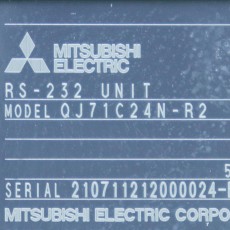 MITSUBISHI
ELECTRIC
RS-232 UNIT
MODEL QJ71C24N-R2
5
SERIAL 210711212000024-
MITSUBISHI ELECTRIC CORPO